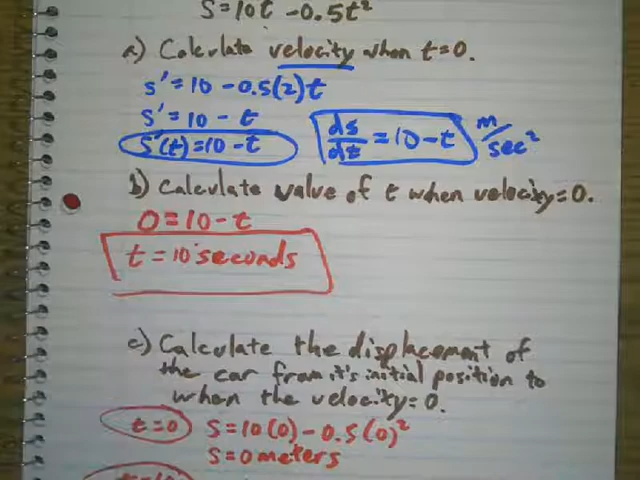 S=10t -0.5t²
a) Calculate velocity when t=0.
s'=10-0.5(2)t
s'=10-t
s'(t)=10-t
ds/dt=10-t m/sec²
b) Calculate value of t when velocity=0.
0=10-t
t=10 seconds
c) Calculate the displacement of
the car from it's initial position to
when the velocity=0.
t=0 S=10(0)-0.5(0)²
S=0 meters
t=10